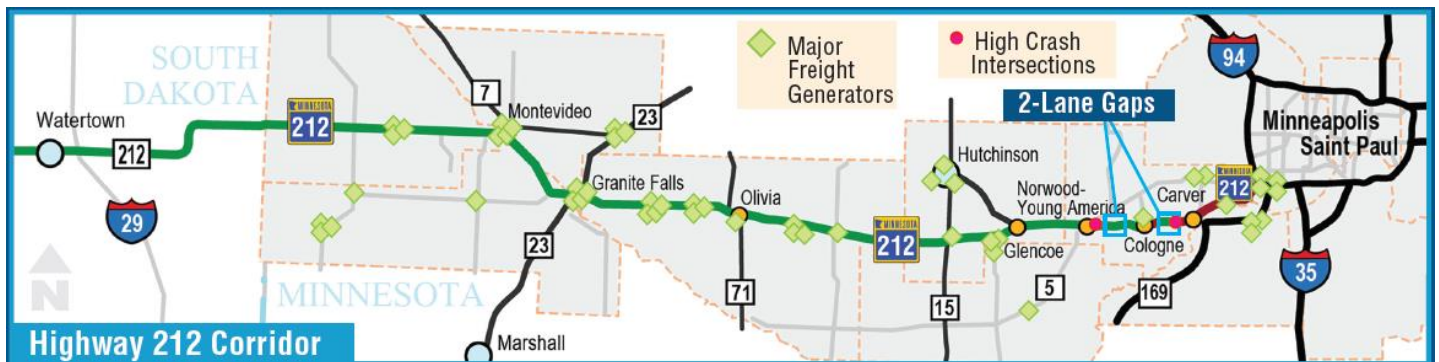 SOUTH
DAKOTA
Watertown
212
29
N
MINNESOTA
Highway 212 Corridor
MINNESOTA
212
7
Montevideo
23
Granite Falls
23
Marshall
Olivia
71
Major
Freight
Generators
High Crash
Intersections
2-Lane Gaps
MINNESOTA
212
Hutchinson
15
Glencoe
5
Norwood-
Young America
Cologne
Carver
MINNESOTA
212
169
94
Minneapolis
Saint Paul
35